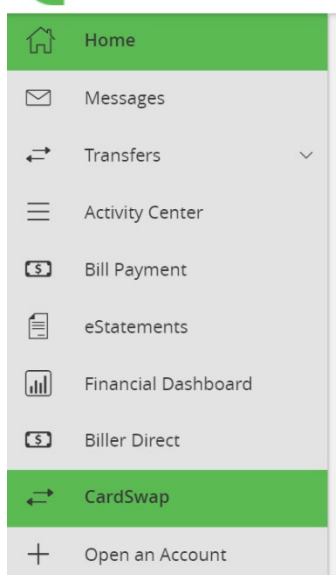 Home
Messages
Transfers
Activity Center
Bill Payment
eStatements
Financial Dashboard
Biller Direct
CardSwap
Open an Account